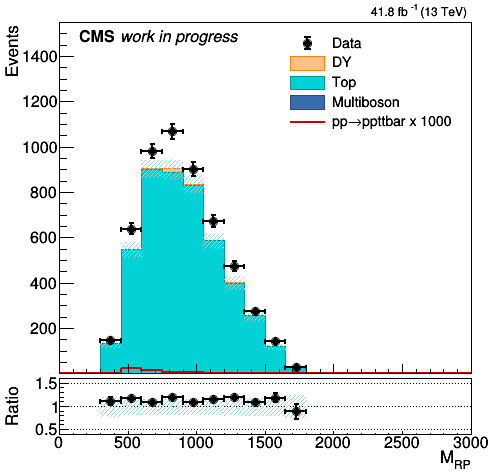 41.8 fb⁻¹ (13 TeV)
CMS work in progress
Data
DY
Top
Multiboson
pp→ppttbar x 1000
Events
1400
1200
1000
800
600
400
200
Ratio
1.5
1
0.5
0 500 1000 1500 2000 2500 3000
M_RP